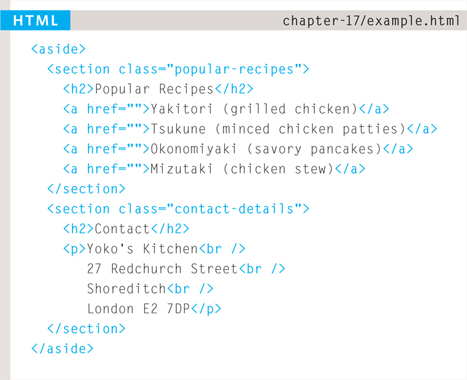 HTML
chapter-17/example.html
<aside>
<section class="popular-recipes">
<h2>Popular Recipes</h2>
<a href="">Yakitori (grilled chicken)</a>
<a href="">Tsukune (minced chicken patties)</a>
<a href="">Okonomiyaki (savory pancakes)</a>
<a href="">Mizutaki (chicken stew)</a>
</section>
<section class="contact-details">
<h2>Contact</h2>
<p>Yoko's Kitchen<br />
27 Redchurch Street<br />
Shoreditch<br />
London E2 7DP</p>
</section>
</aside>